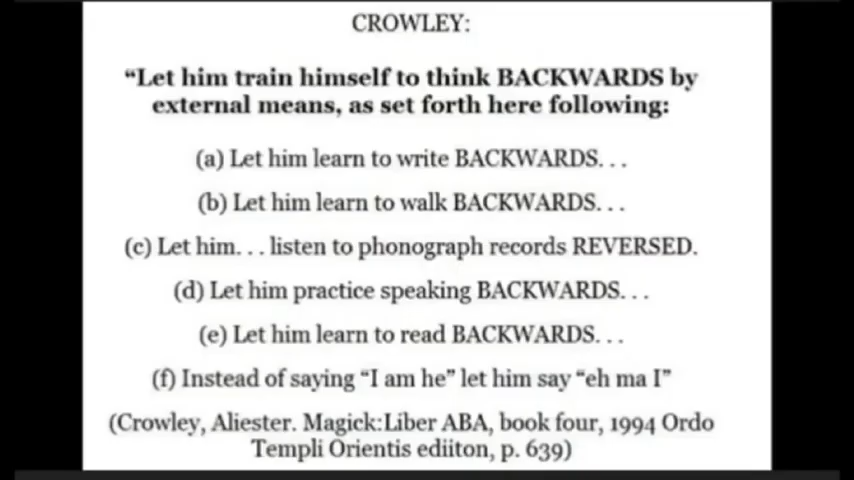 CROWLEY:
“Let him train himself to think BACKWARDS by
external means, as set forth here following:
(a) Let him learn to write BACKWARDS. . .
(b) Let him learn to walk BACKWARDS. . .
(c) Let him. . . listen to phonograph records REVERSED.
(d) Let him practice speaking BACKWARDS. . .
(e) Let him learn to read BACKWARDS. . .
(f) Instead of saying “I am he” let him say “eh ma I”
(Crowley, Aliester. Magick:Liber ABA, book four, 1994 Ordo
Templi Orientis ediiton, p. 639)